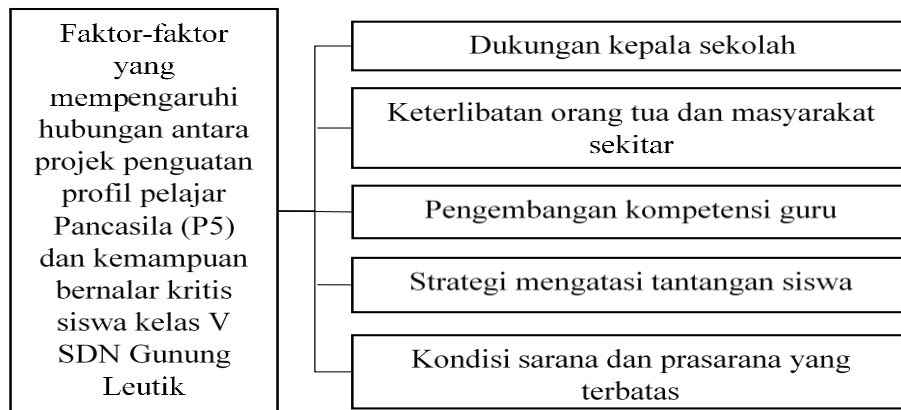 Faktor-faktor
yang
mempengaruhi
hubungan antara
projek penguatan
profil pelajar
Pancasila (P5)
dan kemampuan
bernalar kritis
siswa kelas V
SDN Gunung
Leutik
Dukungan kepala sekolah
Keterlibatan orang tua dan masyarakat
sekitar
Pengembangan kompetensi guru
Strategi mengatasi tantangan siswa
Kondisi sarana dan prasarana yang
terbatas